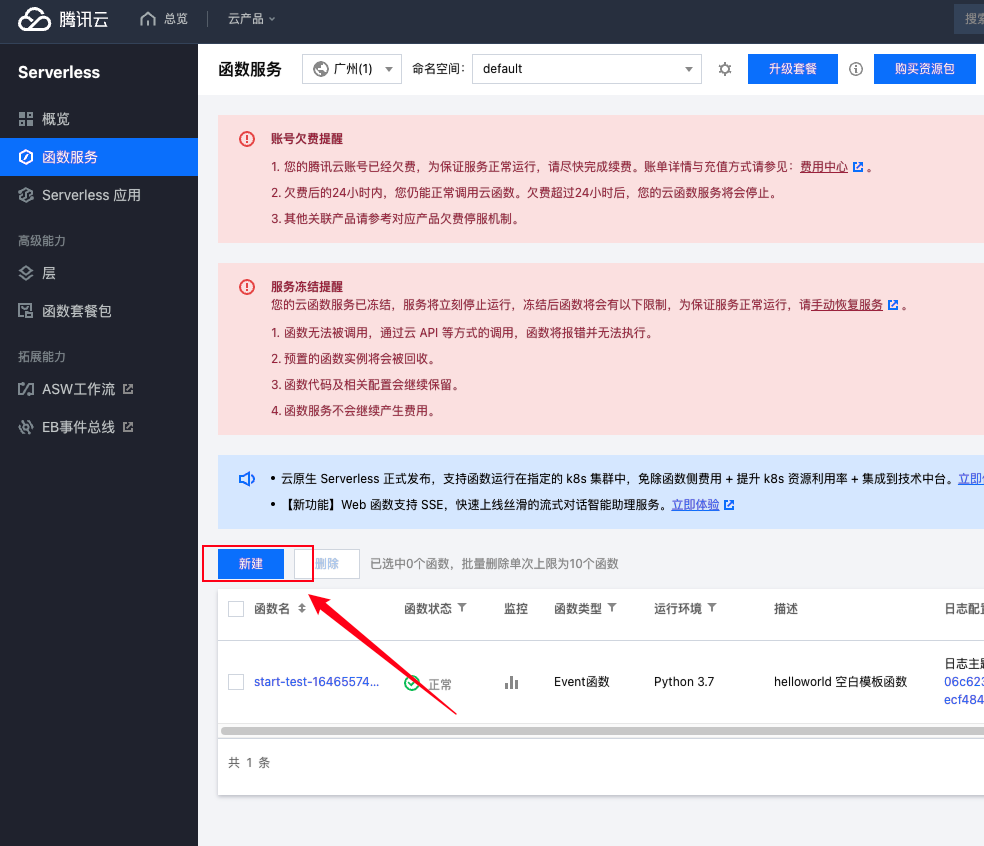 腾讯云 总览 云产品
Serverless
概览
函数服务
Serverless 应用
高级能力
层
函数套餐包
拓展能力
ASW工作流
EB事件总线
函数服务 广州(1) 命名空间: default 升级套餐 购买资源包
账号欠费提醒
1. 您的腾讯云账号已经欠费，为保证服务正常运行，请尽快完成续费。账单详情与充值方式请参见：费用中心 。
2. 欠费后的24小时内，您仍能正常调用云函数。欠费超过24小时后，您的云函数服务将会停止。
3. 其他关联产品请参考对应产品欠费停服机制。
服务冻结提醒
您的云函数服务已冻结，服务将立刻停止运行，冻结后函数将会有以下限制，为保证服务正常运行，请手动恢复服务 。
1. 函数无法被调用，通过云 API 等方式的调用，函数将报错并无法执行。
2. 预置的函数实例将会被回收。
3. 函数代码及相关配置会继续保留。
4. 函数服务不会继续产生费用。
• 云原生 Serverless 正式发布，支持函数运行在指定的 k8s 集群中，免除函数侧费用 + 提升 k8s 资源利用率 + 集成到技术中台。立即
• 【新功能】Web 函数支持 SSE，快速上线丝滑的流式对话智能助理服务。立即体验
新建 删除 已选中0个函数，批量删除单次上限为10个函数
函数名 函数状态 监控 函数类型 运行环境 描述 日志配置
start-test-16465574... 正常 Event函数 Python 3.7 helloworld 空白模板函数
日志主题
06c623
ecf484
共 1 条